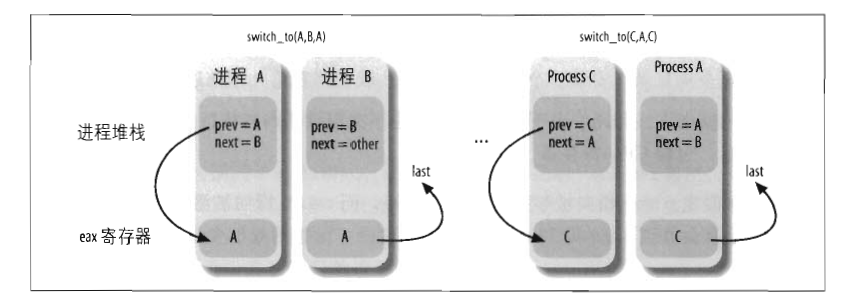 switch_to(A,B,A)
switch_to(C,A,C)
进程 A
进程 B
Process C
Process A
进程堆栈
prev = A
next = B
prev = B
next = other
...
prev = C
next = A
prev = A
next = B
last
last
eax 寄存器
A
A
C
C